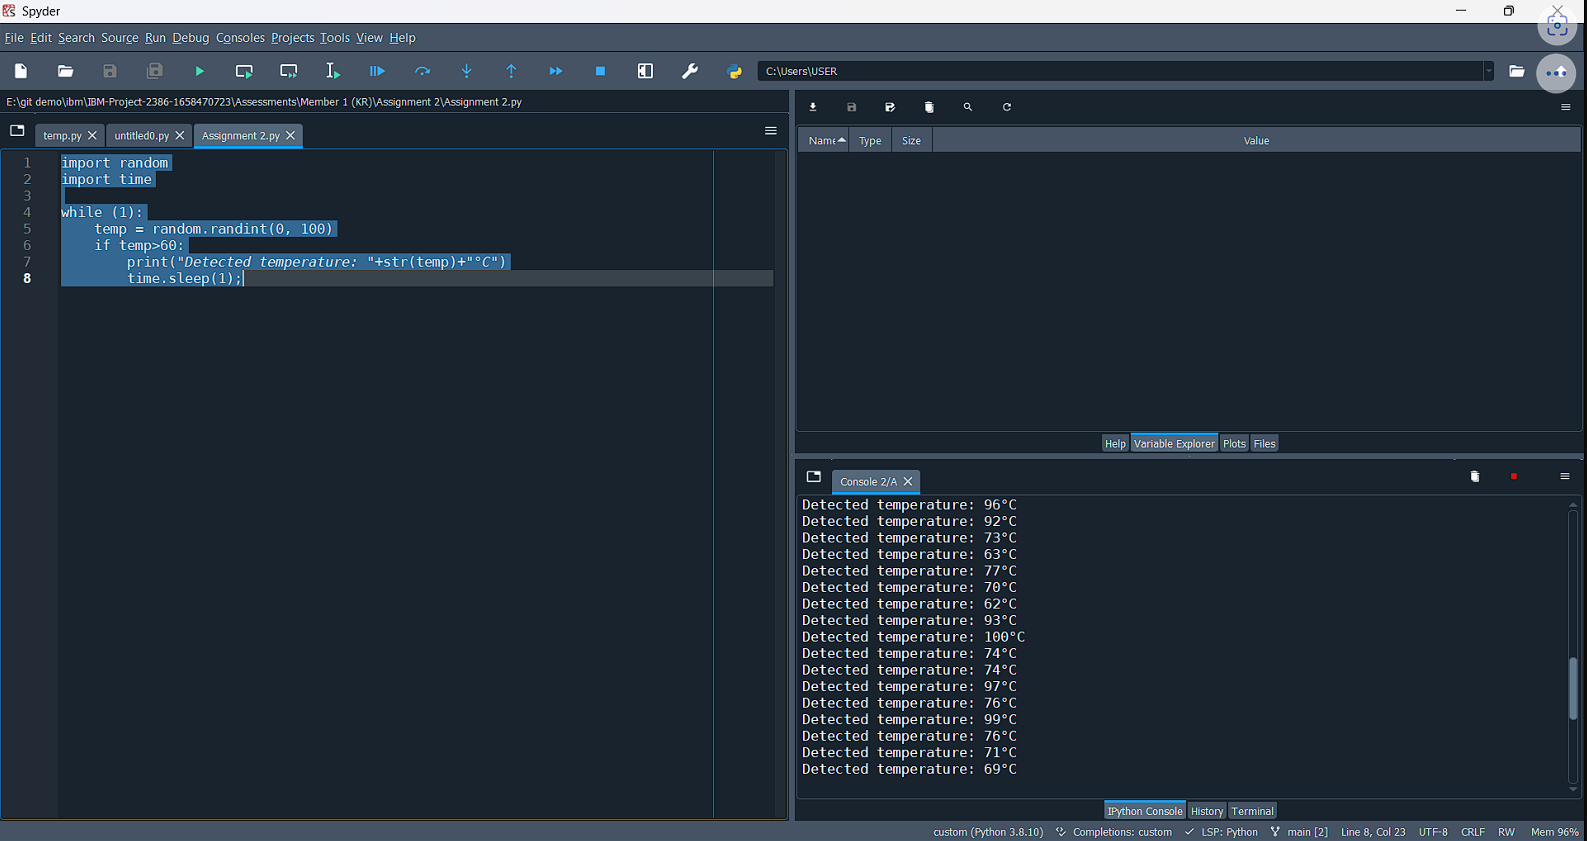 Spyder
File Edit Search Source Run Debug Consoles Projects Tools View Help
C:\Users\USER
E:\git demo\ibm\IBM-Project-2386-1658470723\Assessments\Member 1 (KR)\Assignment 2\Assignment 2.py
temp.py untitled0.py Assignment 2.py
1 import random
2 import time
3
4 while (1):
5 temp = random.randint(0, 100)
6 if temp>60:
7 print("Detected temperature: "+str(temp)+"°C")
8 time.sleep(1);
Name Type Size Value
Help Variable Explorer Plots Files
Console 2/A
Detected temperature: 96°C
Detected temperature: 92°C
Detected temperature: 73°C
Detected temperature: 63°C
Detected temperature: 77°C
Detected temperature: 70°C
Detected temperature: 62°C
Detected temperature: 93°C
Detected temperature: 100°C
Detected temperature: 74°C
Detected temperature: 74°C
Detected temperature: 97°C
Detected temperature: 76°C
Detected temperature: 99°C
Detected temperature: 76°C
Detected temperature: 71°C
Detected temperature: 69°C
IPython Console History Terminal
custom (Python 3.8.10) Completions: custom LSP: Python main [2] Line 8, Col 23 UTF-8 CRLF RW Mem 96%